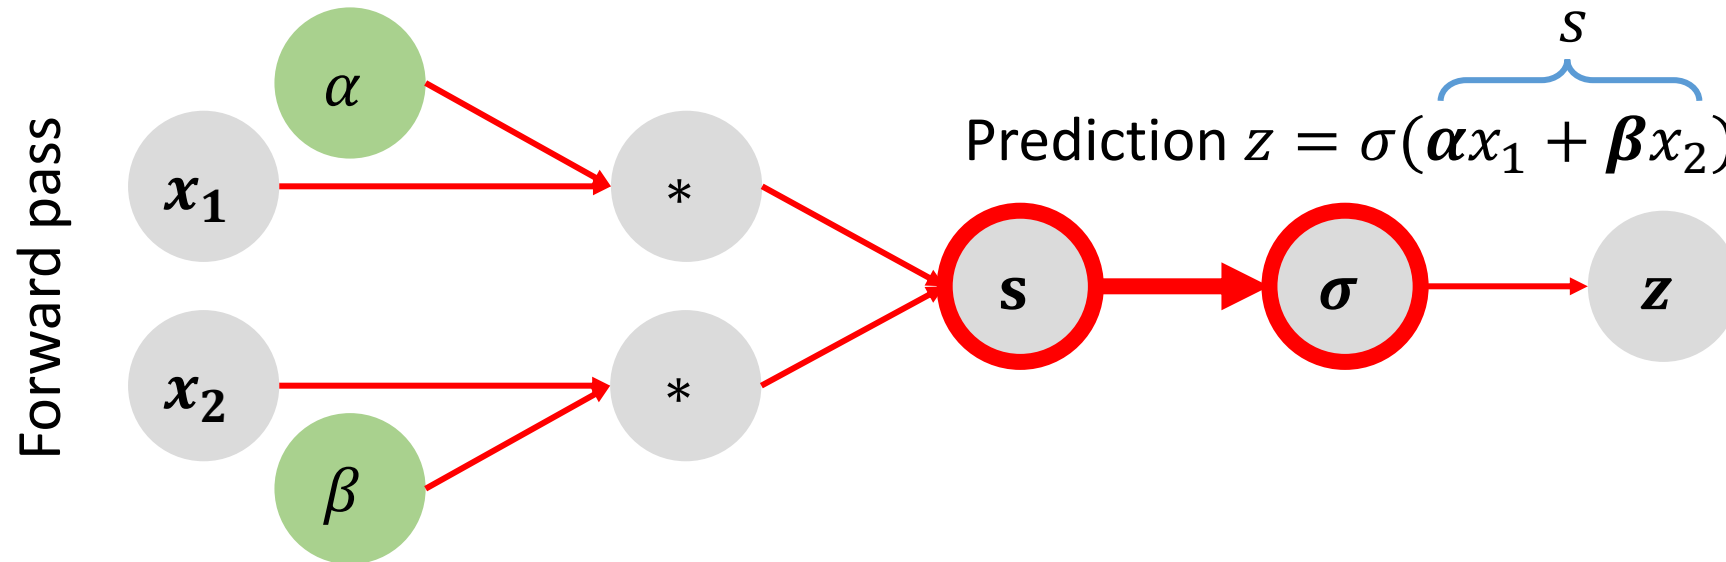 Forward pass
α
x₁
*
s
Prediction z = σ(αx₁ + βx₂)
s
σ
z
x₂
*
β